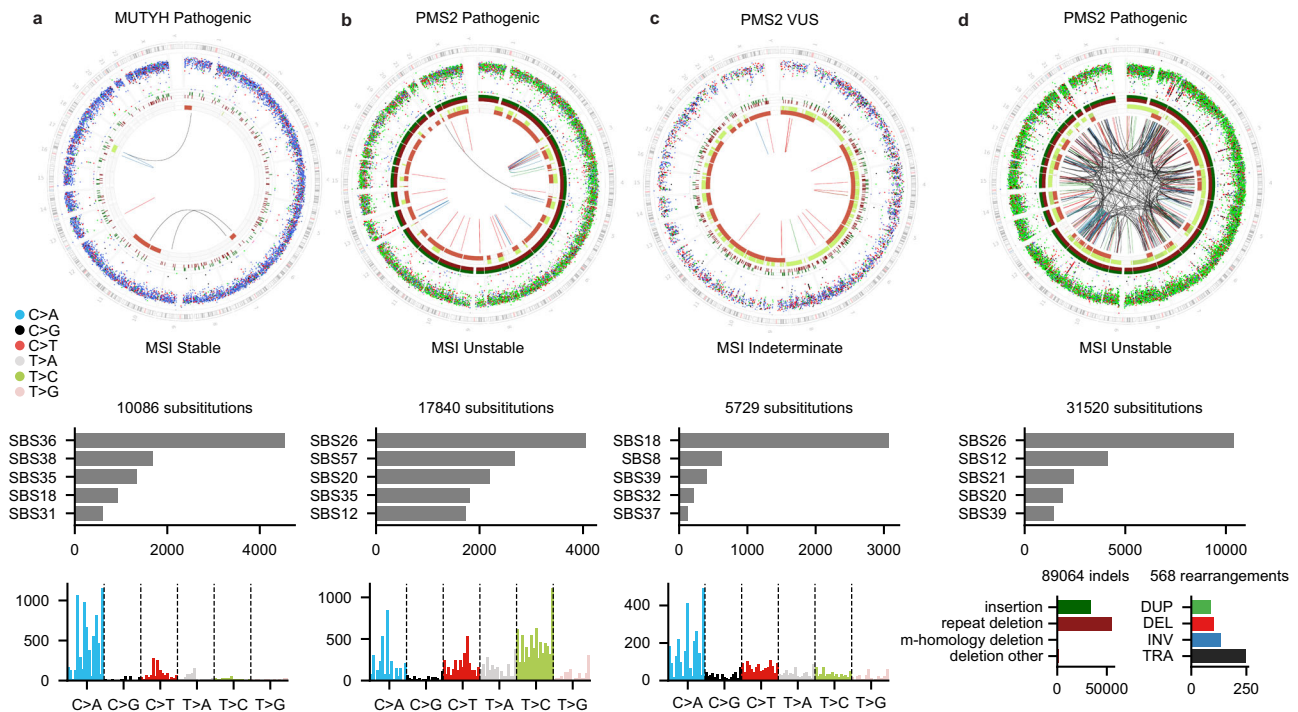 a MUTYH Pathogenic
b PMS2 Pathogenic
c PMS2 VUS
d PMS2 Pathogenic
C>A
C>G
C>T
T>A
T>C
T>G
MSI Stable
MSI Unstable
MSI Indeterminate
MSI Unstable
10086 subsititutions
SBS36
SBS38
SBS35
SBS18
SBS31
0 2000 4000
17840 subsititutions
SBS26
SBS57
SBS20
SBS35
SBS12
0 2000 4000
5729 subsititutions
SBS18
SBS8
SBS39
SBS32
SBS37
0 1000 2000 3000
31520 subsititutions
SBS26
SBS12
SBS21
SBS20
SBS39
0 5000 10000
1000
500
0
C>A C>G C>T T>A T>C T>G
1000
500
0
C>A C>G C>T T>A T>C T>G
400
200
0
C>A C>G C>T T>A T>C T>G
89064 indels
insertion
repeat deletion
m-homology deletion
deletion other
0 50000
568 rearrangements
DUP
DEL
INV
TRA
0 250